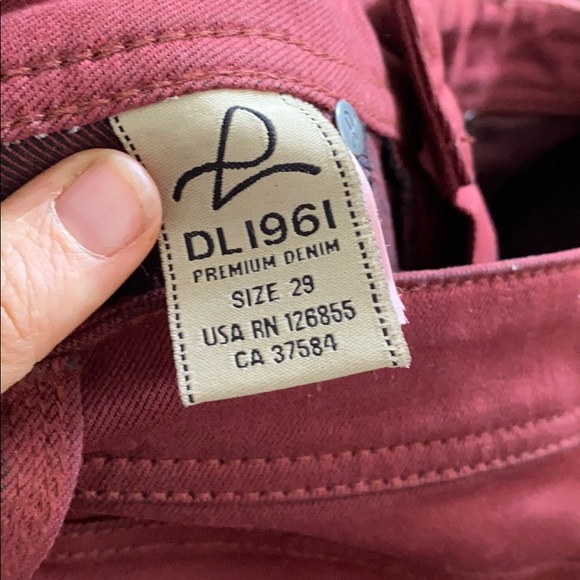 DL1961
PREMIUM DENIM
SIZE 29
USA RN 126855
CA 37584